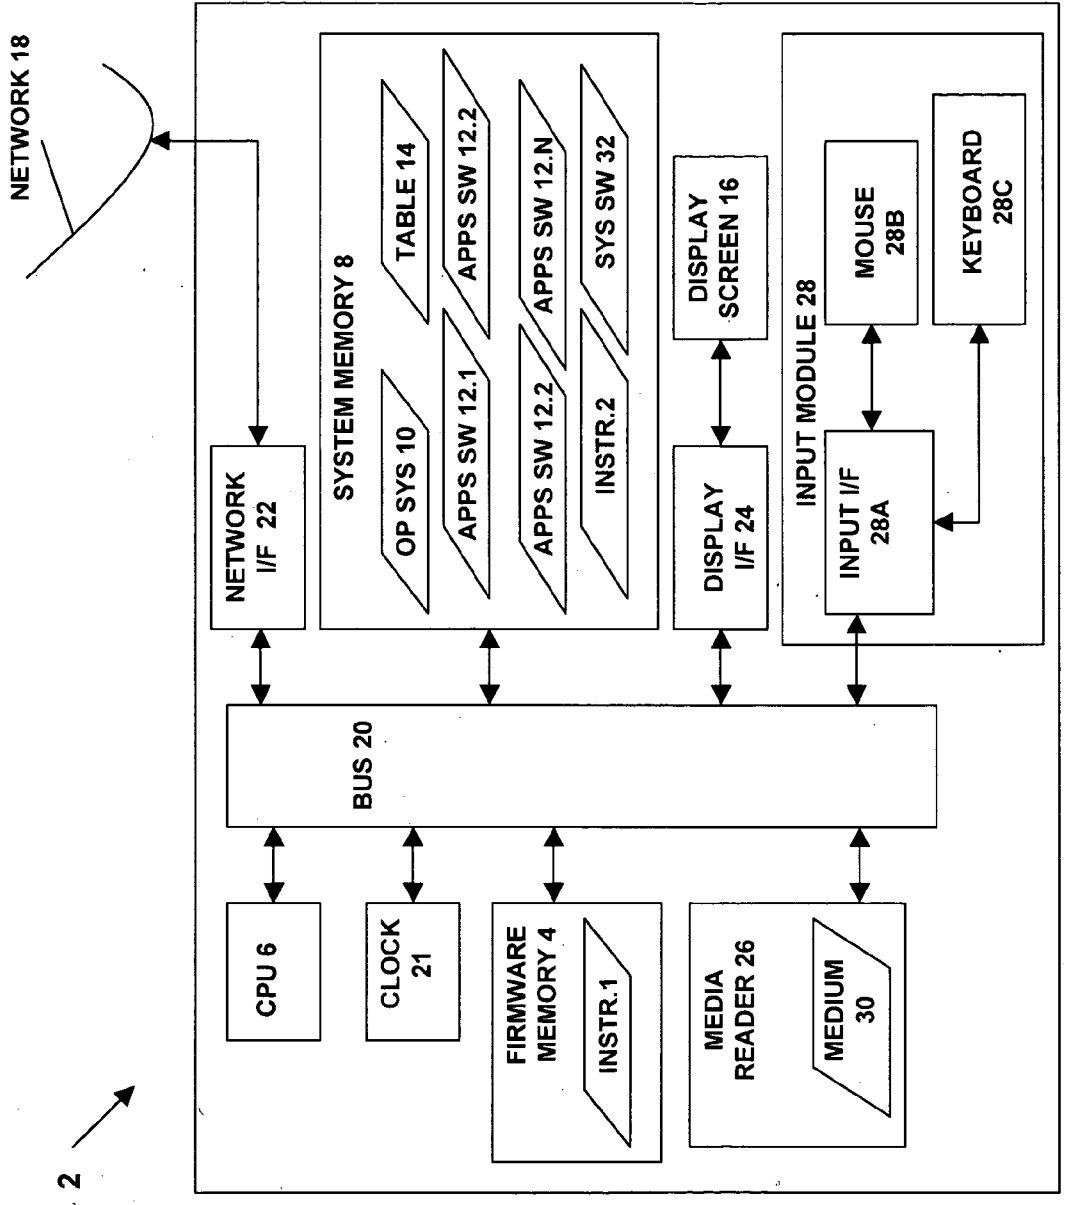 2
NETWORK 18
CPU 6
CLOCK
21
FIRMWARE
MEMORY 4
INSTR.1
MEDIA
READER 26
MEDIUM
30
BUS 20
NETWORK
I/F 22
SYSTEM MEMORY 8
OP SYS 10
TABLE 14
APPS SW 12.1
APPS SW 12.2
APPS SW 12.2
APPS SW 12.N
INSTR.2
SYS SW 32
DISPLAY
I/F 24
DISPLAY
SCREEN 16
INPUT MODULE 28
INPUT I/F
28A
MOUSE
28B
KEYBOARD
28C